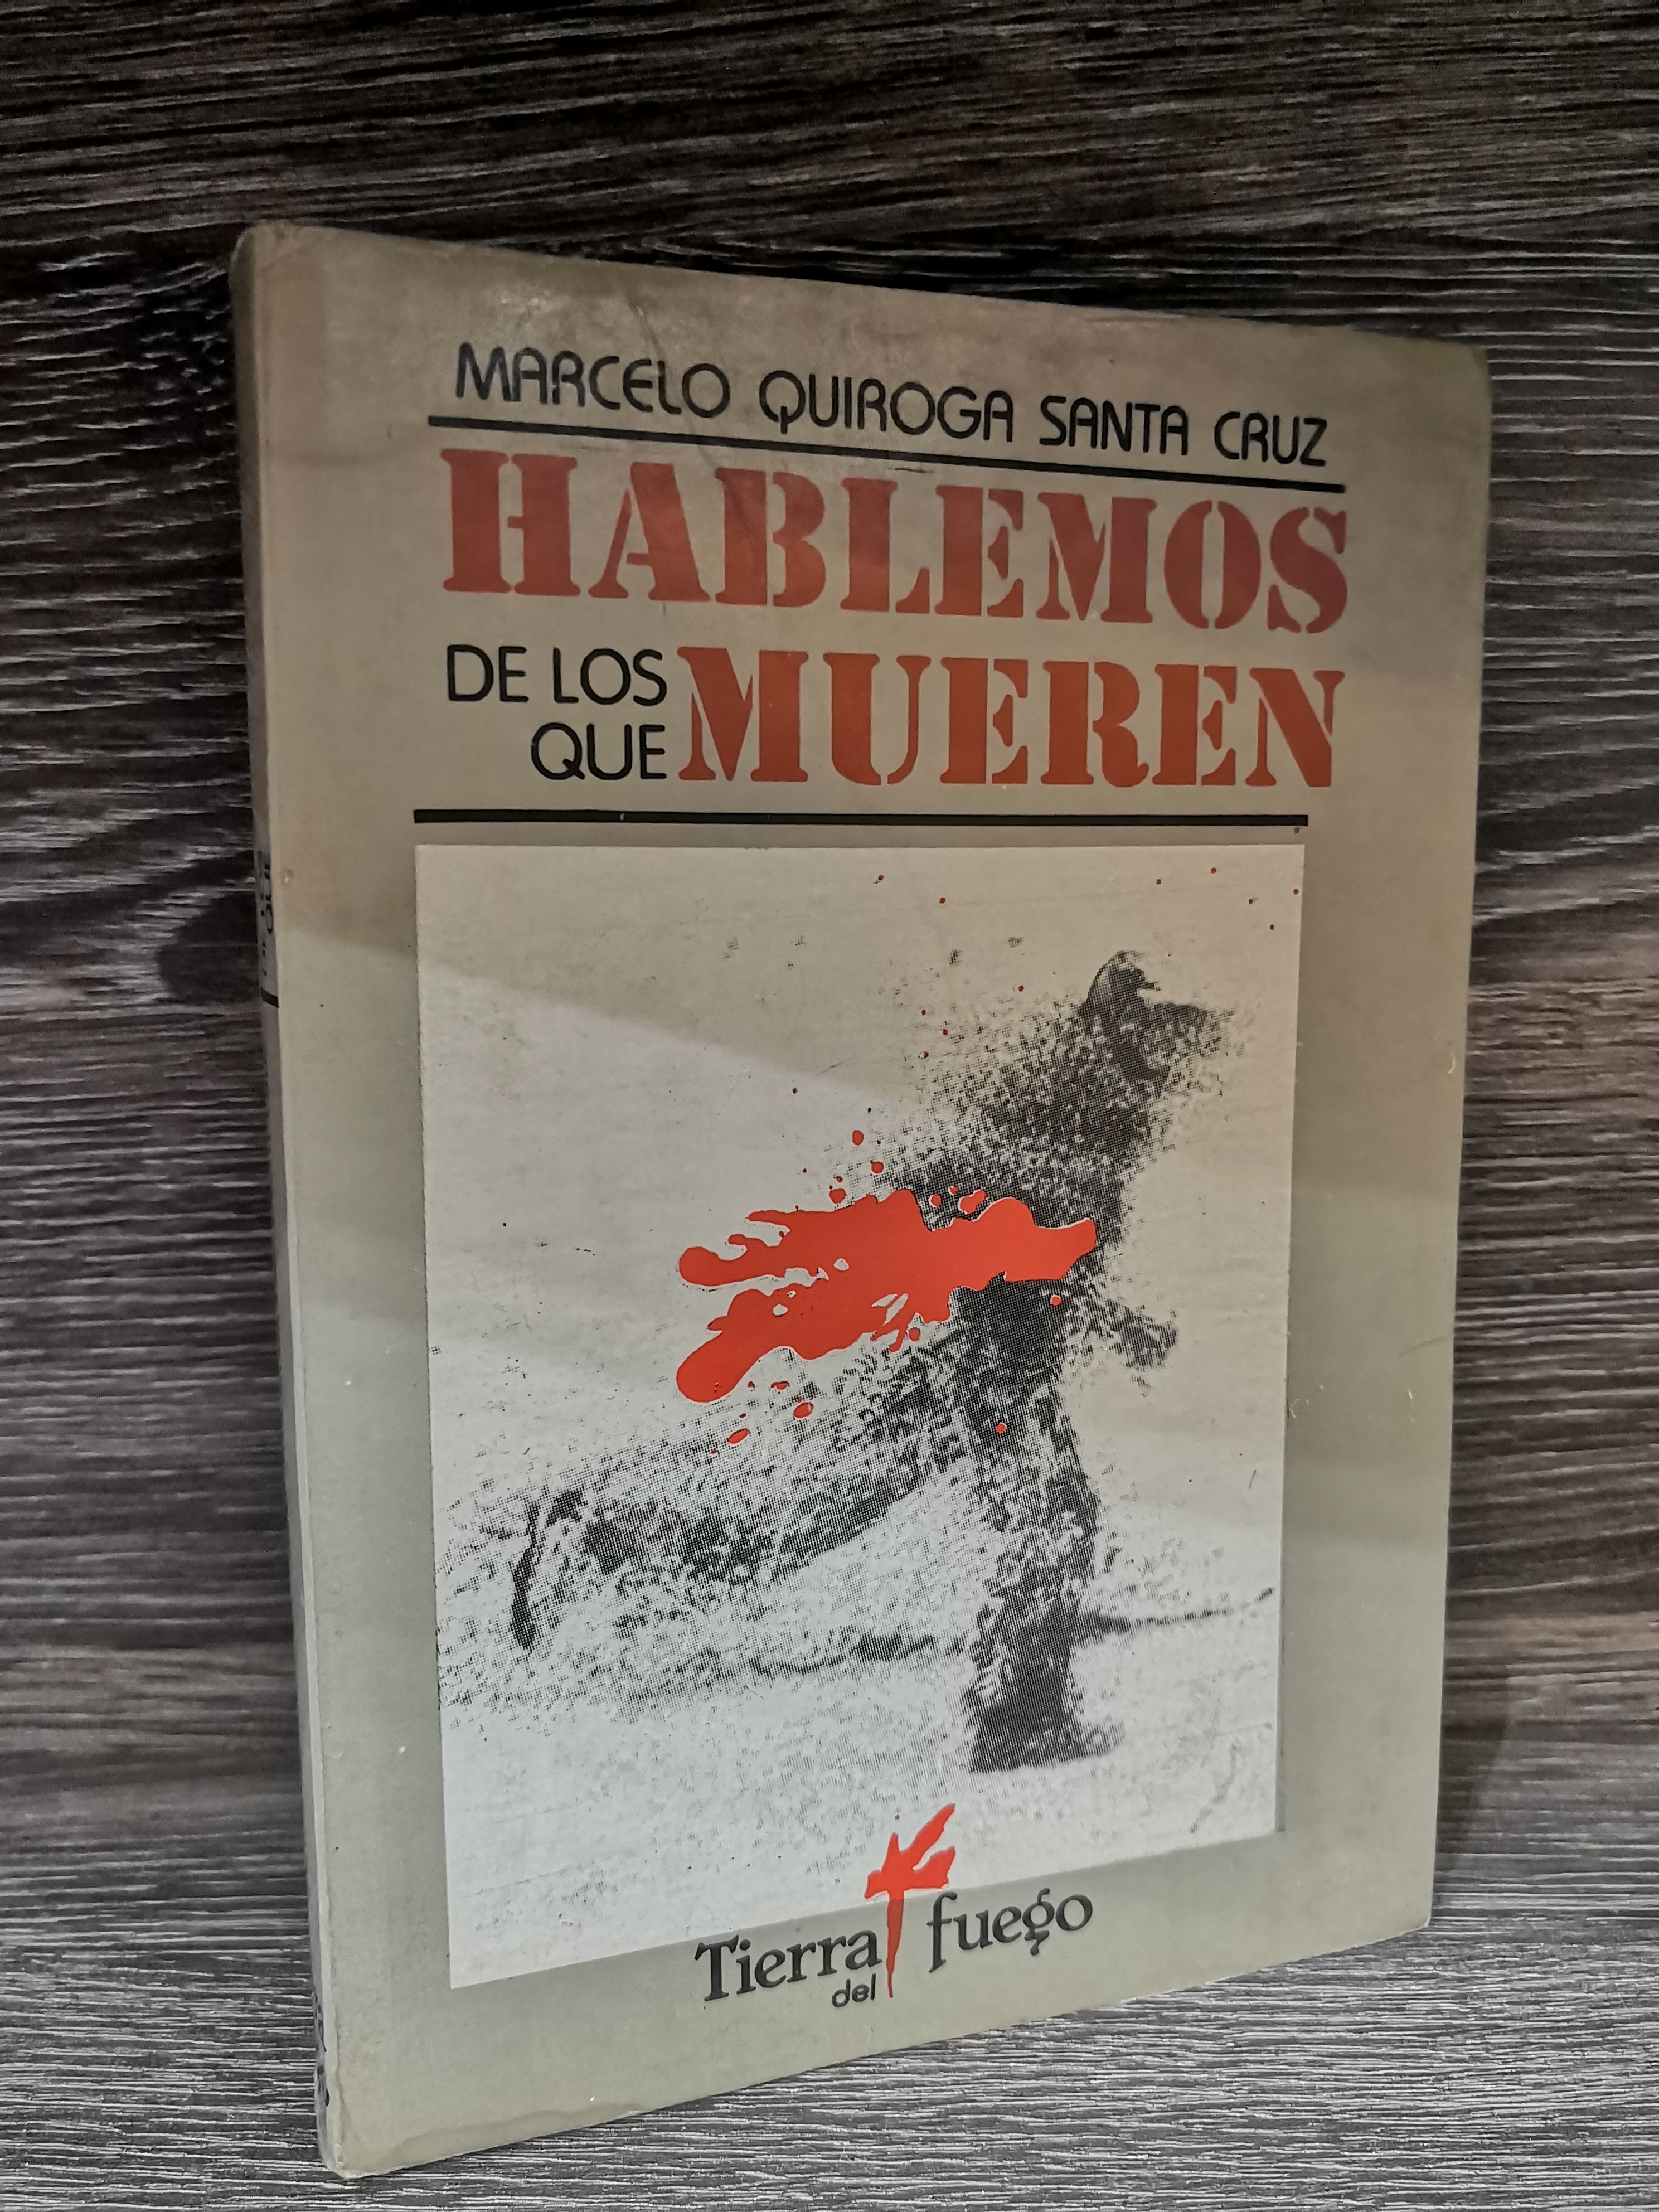 MARCELO QUIROGA SANTA CRUZ
HABLEMOS
DE LOS
QUE MUEREN
Tierra del fuego